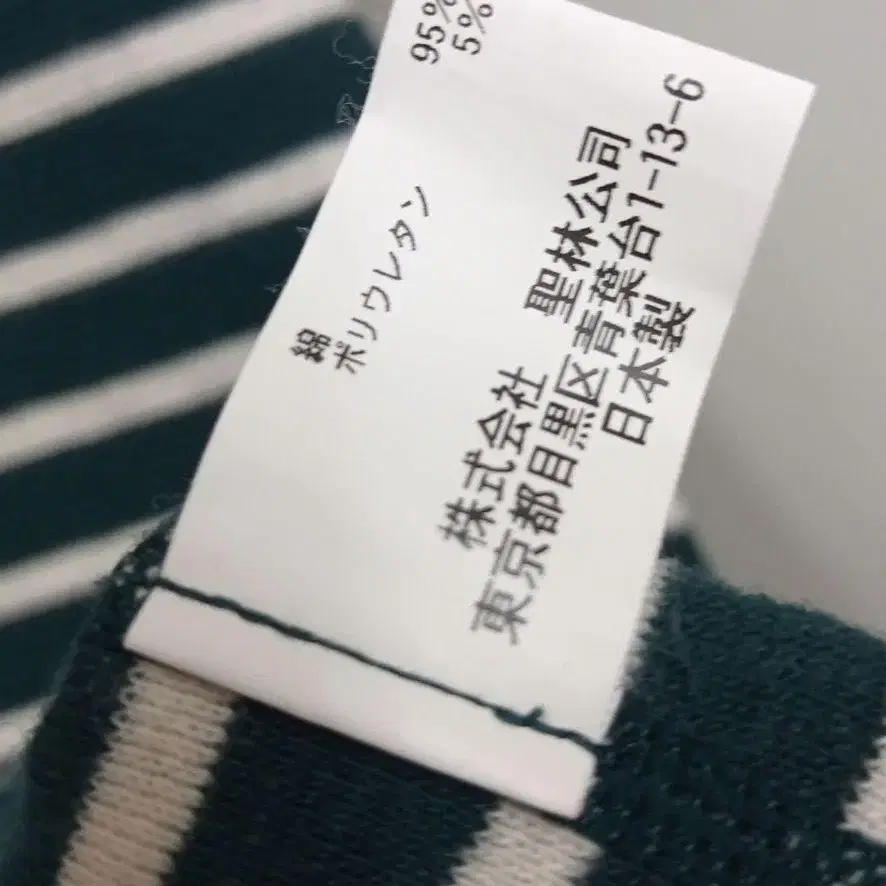 綿 95%
ポリウレタン 5%
株式会社 聖林公司
東京都目黒区青葉台1-13-6
日本製